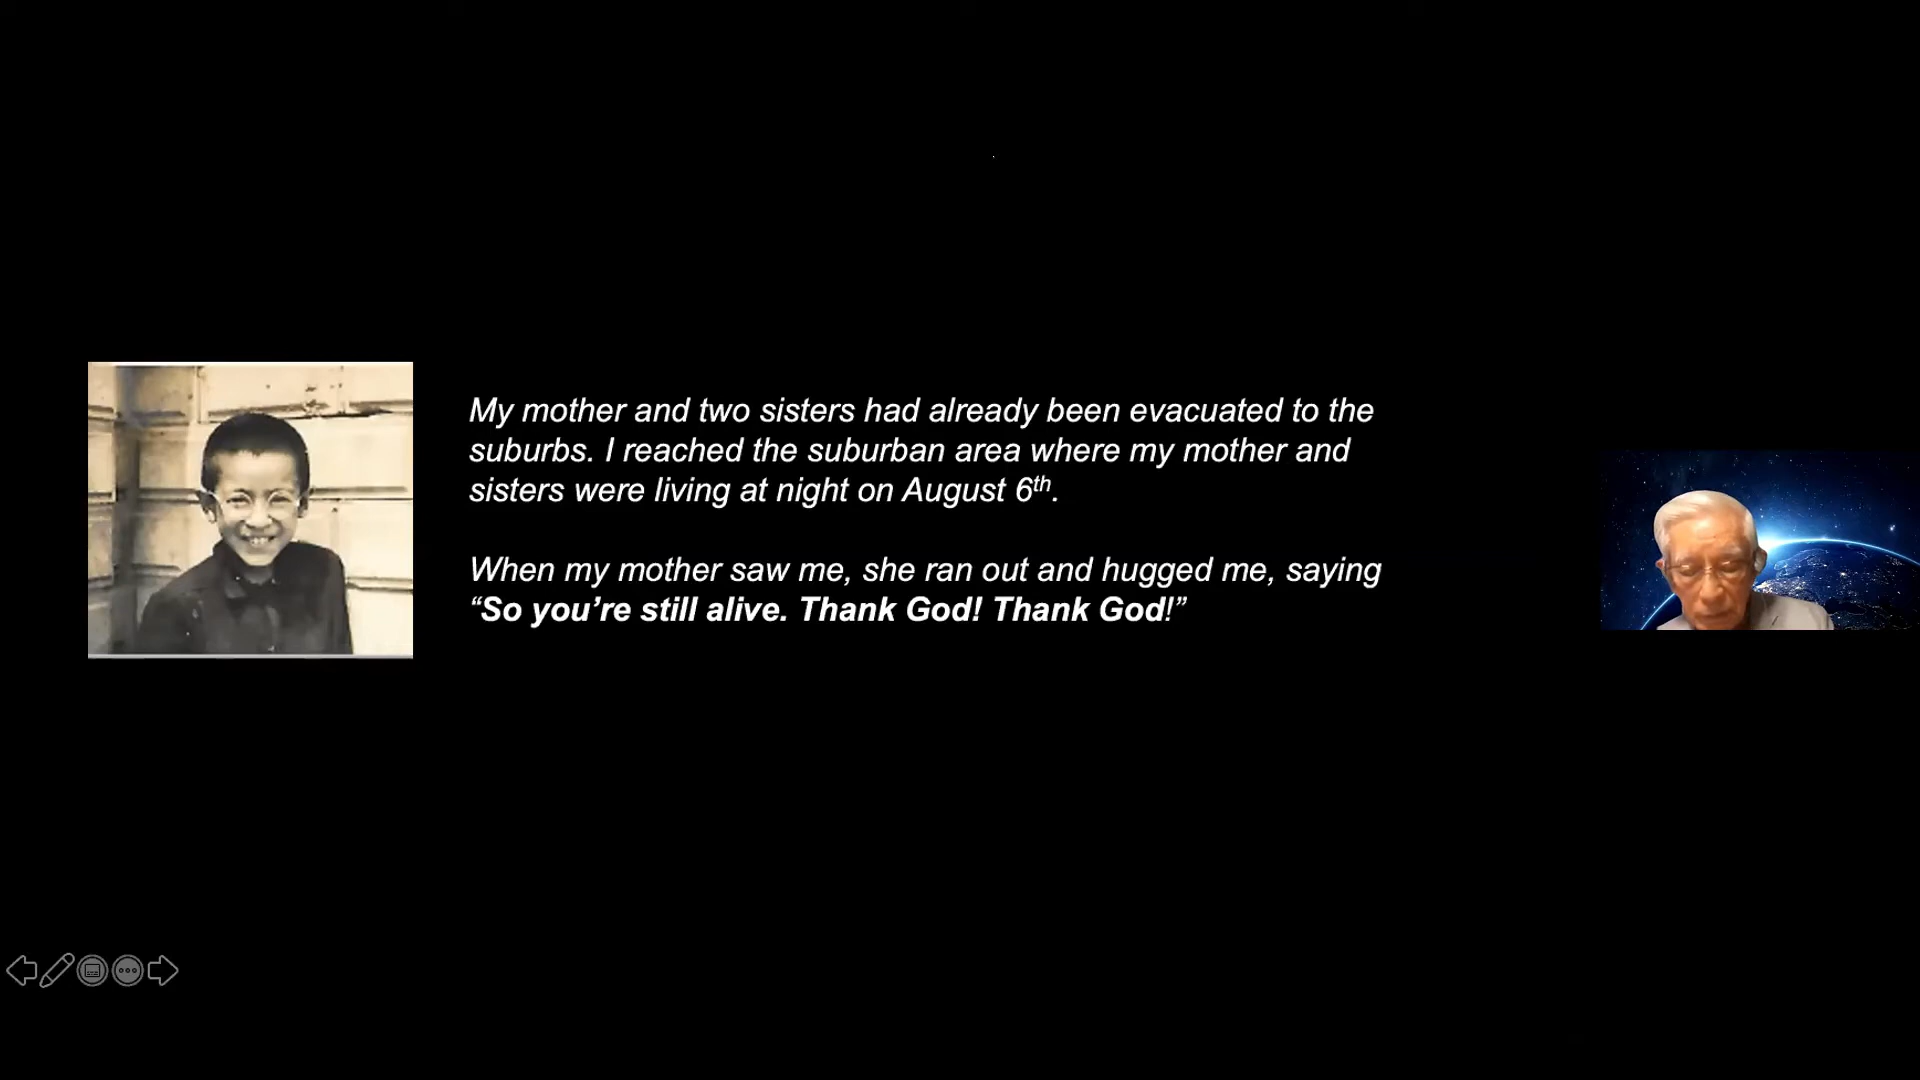 My mother and two sisters had already been evacuated to the
suburbs. I reached the suburban area where my mother and
sisters were living at night on August 6th.
When my mother saw me, she ran out and hugged me, saying
“So you’re still alive. Thank God! Thank God!”